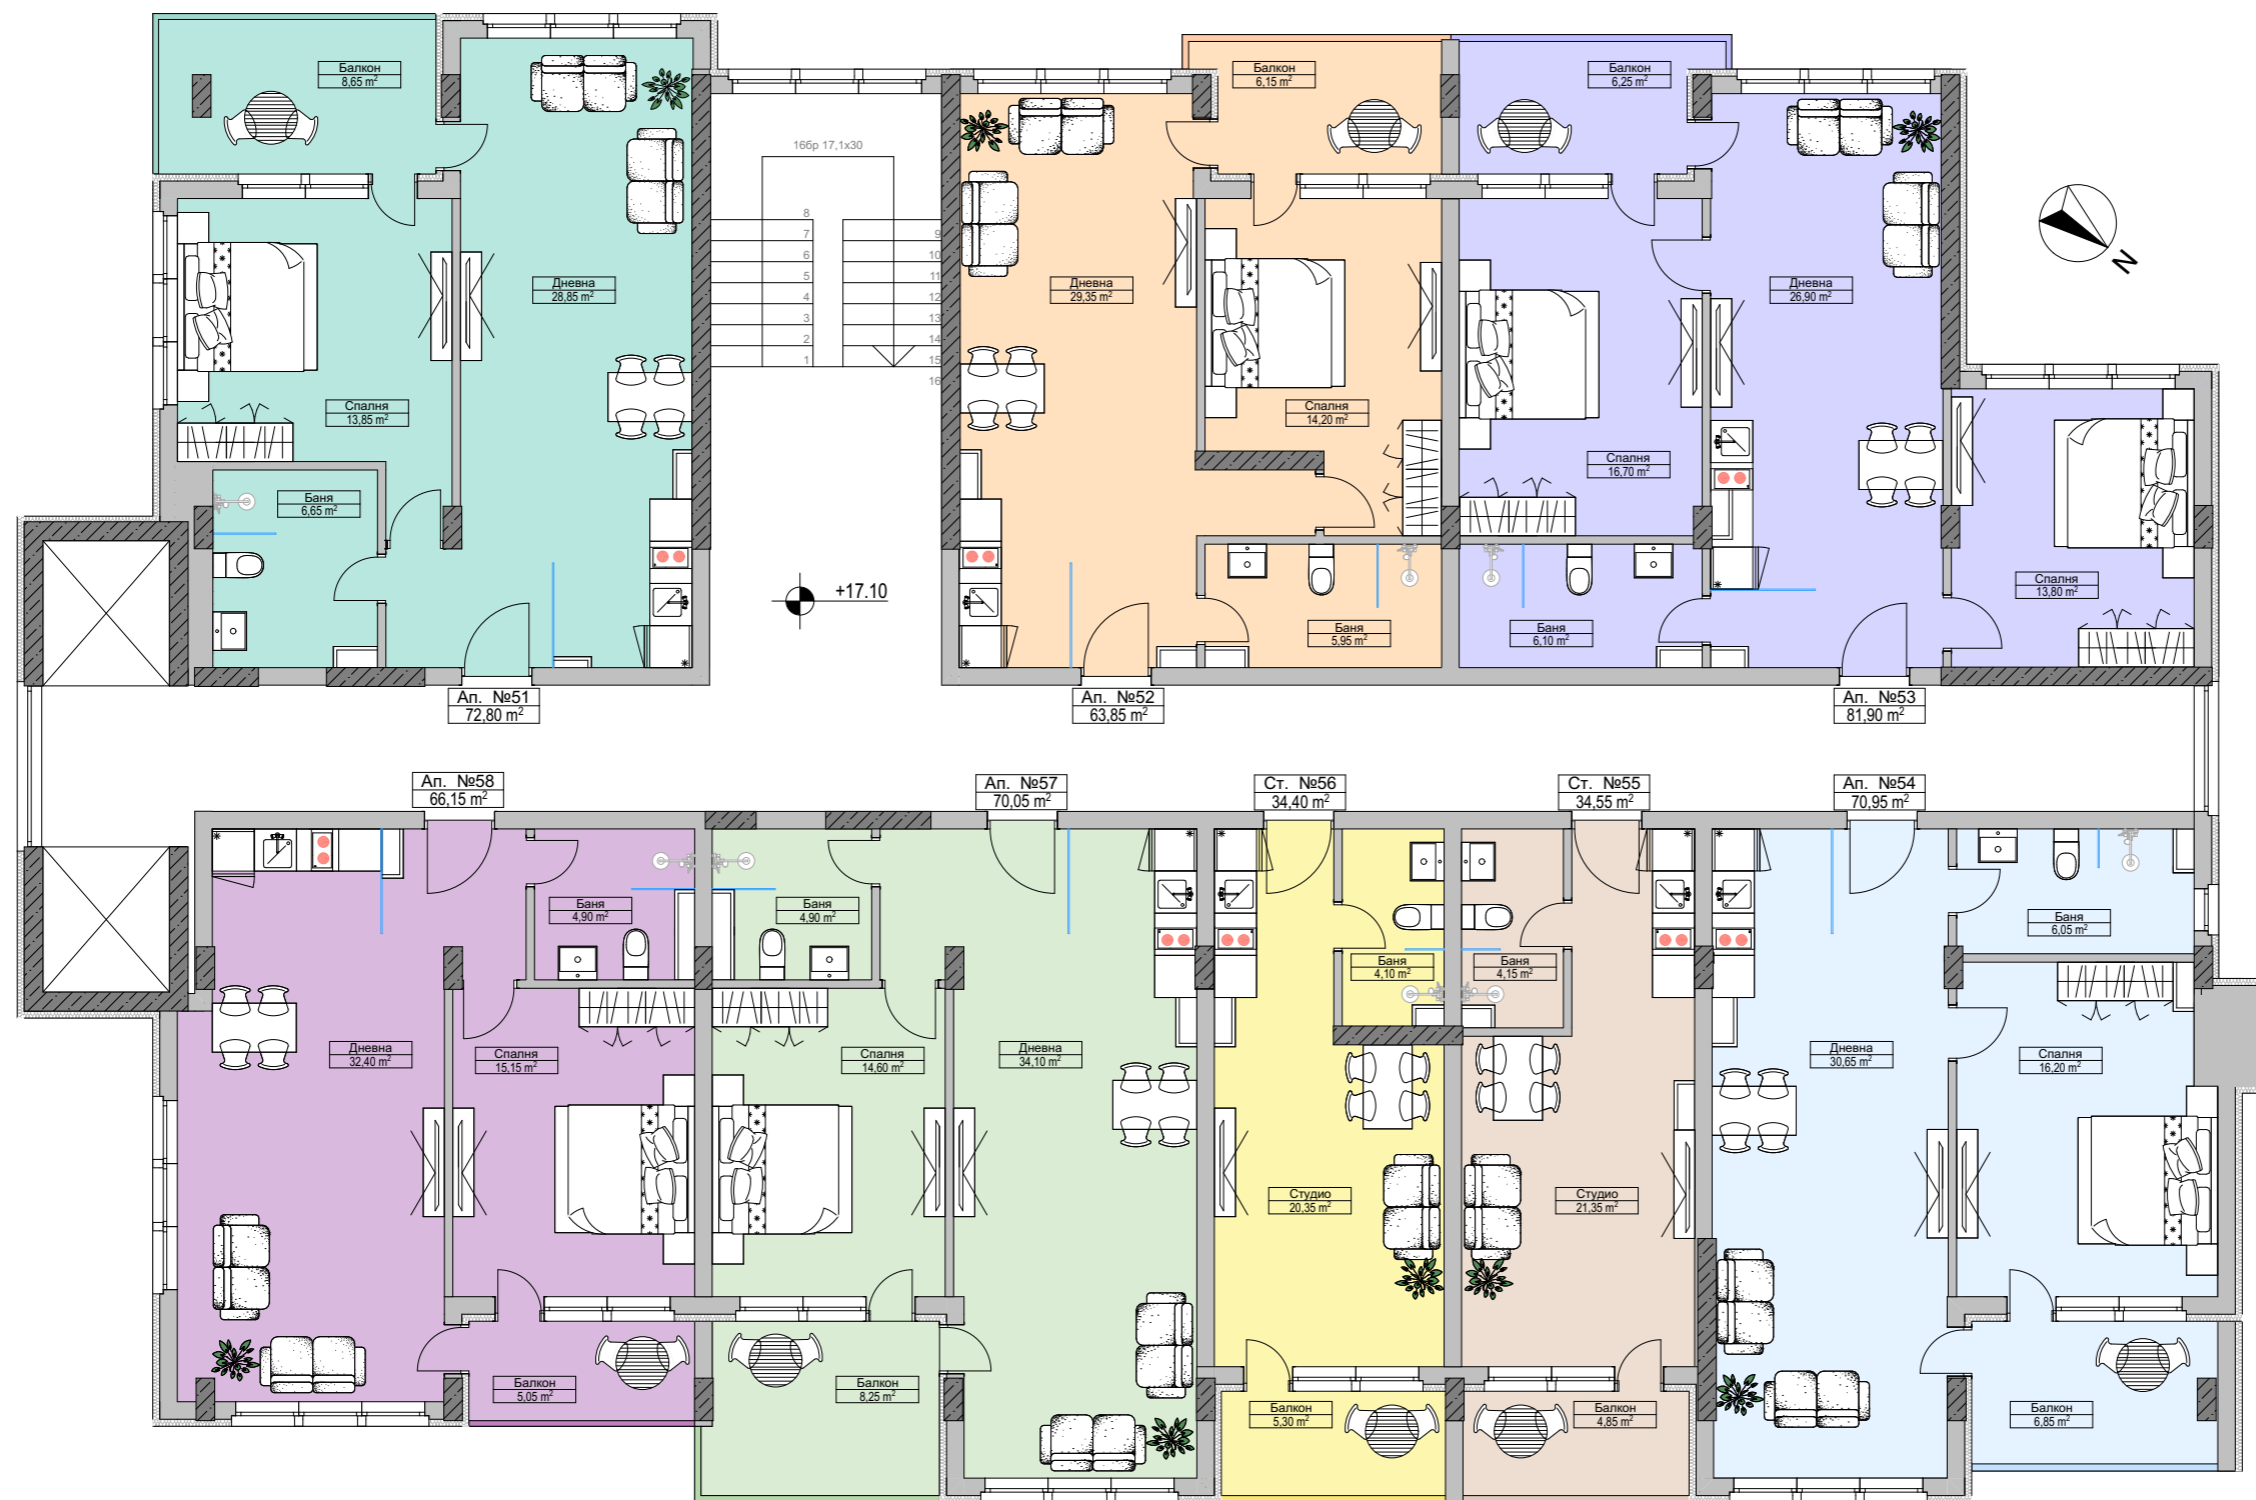 Балкон
8,65 m²
Дневна
28,85 m²
Спалня
13,85 m²
Баня
6,65 m²
Ап. №51
72,80 m²
16бр 17,1x30
8
7
6
5
4
3
2
1
9
10
11
12
13
14
15
16
+17.10
Балкон
6,15 m²
Дневна
29,35 m²
Спалня
14,20 m²
Баня
5,95 m²
Ап. №52
63,85 m²
Балкон
6,25 m²
Дневна
26,90 m²
Спалня
16,70 m²
Баня
6,10 m²
Спалня
13,80 m²
Ап. №53
81,90 m²
N
Ап. №58
66,15 m²
Баня
4,90 m²
Дневна
32,40 m²
Спалня
15,15 m²
Балкон
5,05 m²
Ап. №57
70,05 m²
Баня
4,90 m²
Спалня
14,60 m²
Дневна
34,10 m²
Балкон
8,25 m²
Ст. №56
34,40 m²
Баня
4,10 m²
Студио
20,35 m²
Балкон
5,30 m²
Ст. №55
34,55 m²
Баня
4,15 m²
Студио
21,35 m²
Балкон
4,85 m²
Ап. №54
70,95 m²
Баня
6,05 m²
Дневна
30,65 m²
Спалня
16,20 m²
Балкон
6,85 m²